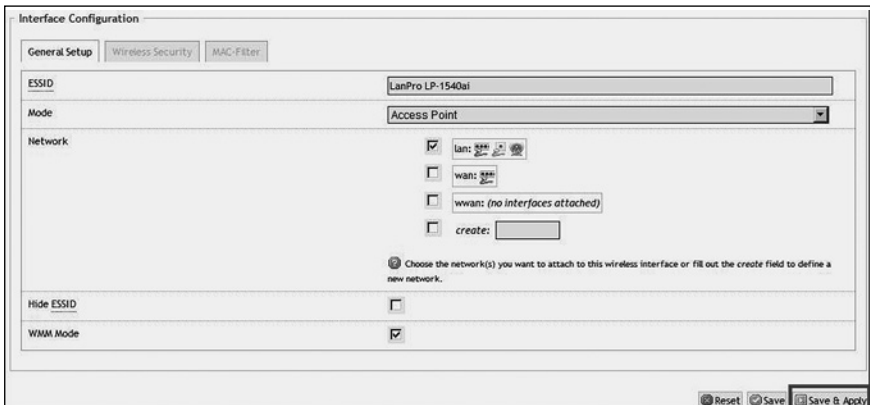 Interface Configuration
General Setup
Wireless Security
MAC-Filter
ESSID
LanPro LP-1540ai
Mode
Access Point
Network
lan:
wan:
wwan: (no interfaces attached)
create:
Choose the network(s) you want to attach to this wireless interface or fill out the create field to define a
new network.
Hide ESSID
WMM Mode
Reset
Save
Save & Apply